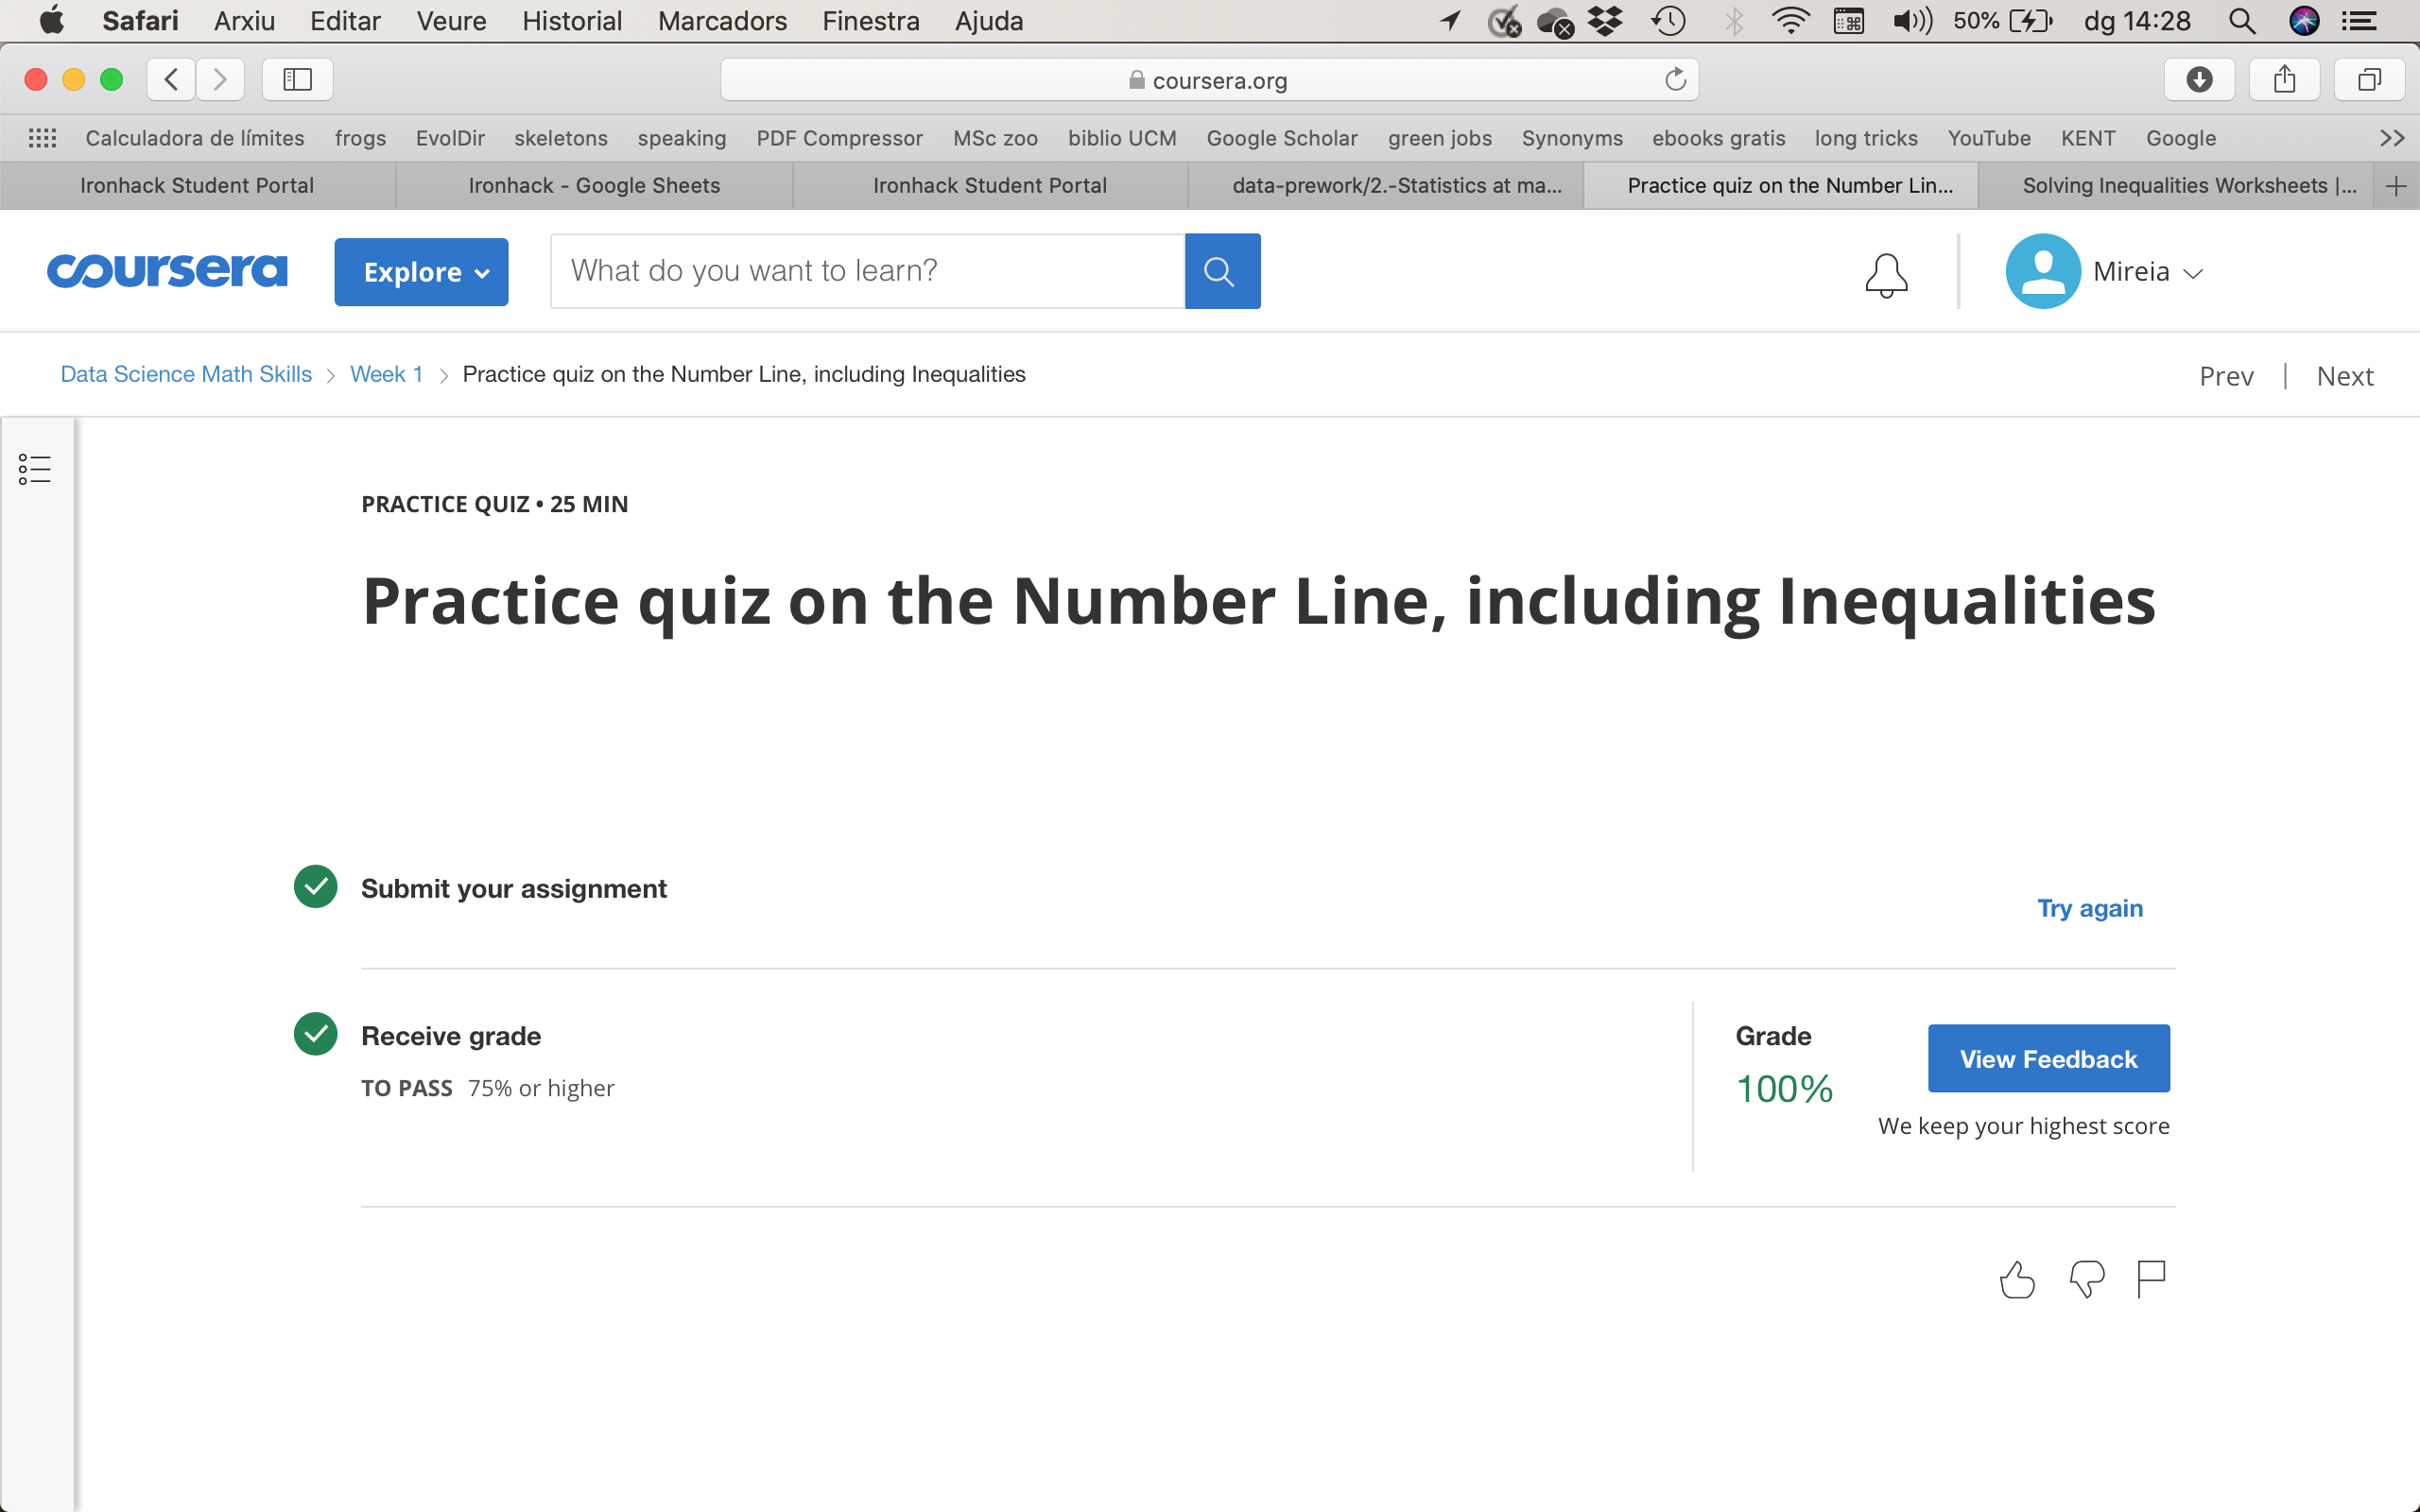 Safari Arxiu Editar Veure Historial Marcadors Finestra Ajuda 50% dg 14:28
coursera.org
Calculadora de límites frogs EvolDir skeletons speaking PDF Compressor MSc zoo biblio UCM Google Scholar green jobs Synonyms ebooks gratis long tricks YouTube KENT Google
Ironhack Student Portal Ironhack - Google Sheets Ironhack Student Portal data-prework/2.-Statistics at ma... Practice quiz on the Number Lin... Solving Inequalities Worksheets |...
coursera Explore What do you want to learn? Mireia
Data Science Math Skills > Week 1 > Practice quiz on the Number Line, including Inequalities Prev | Next
PRACTICE QUIZ • 25 MIN
Practice quiz on the Number Line, including Inequalities
Submit your assignment
Try again
Receive grade Grade
View Feedback
TO PASS 75% or higher 100%
We keep your highest score